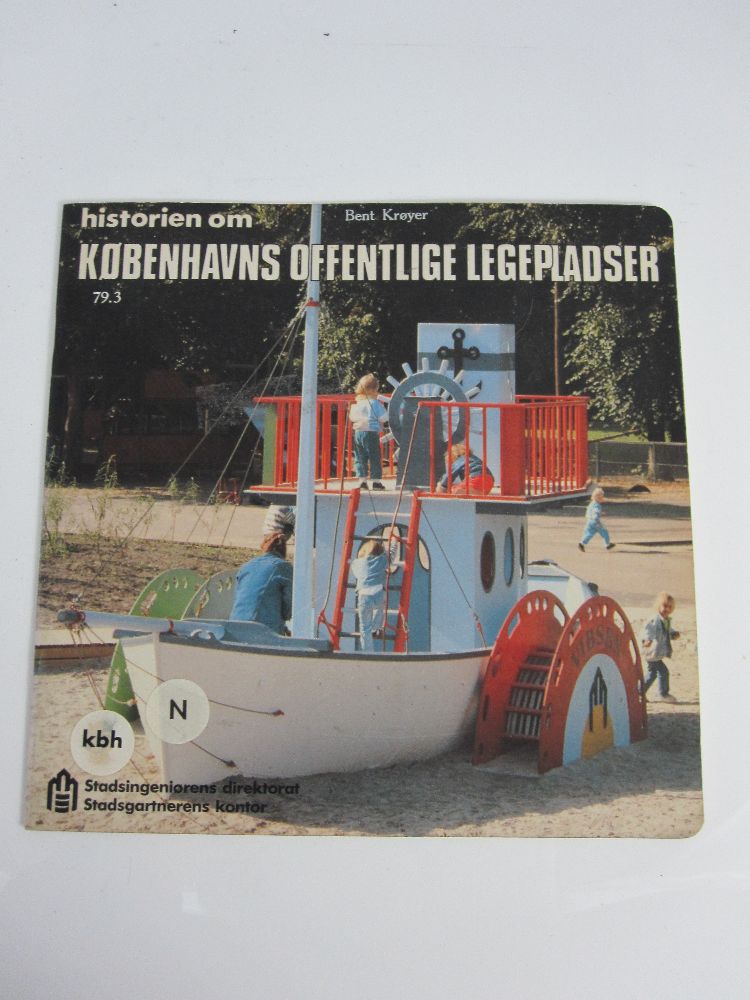 historien om
Bent Krøyer
KØBENHAVNS OFFENTLIGE LEGEPLADSER
79.3
N
kbh
Stadsingeniørens direktorat
Stadsgartnerens kontor